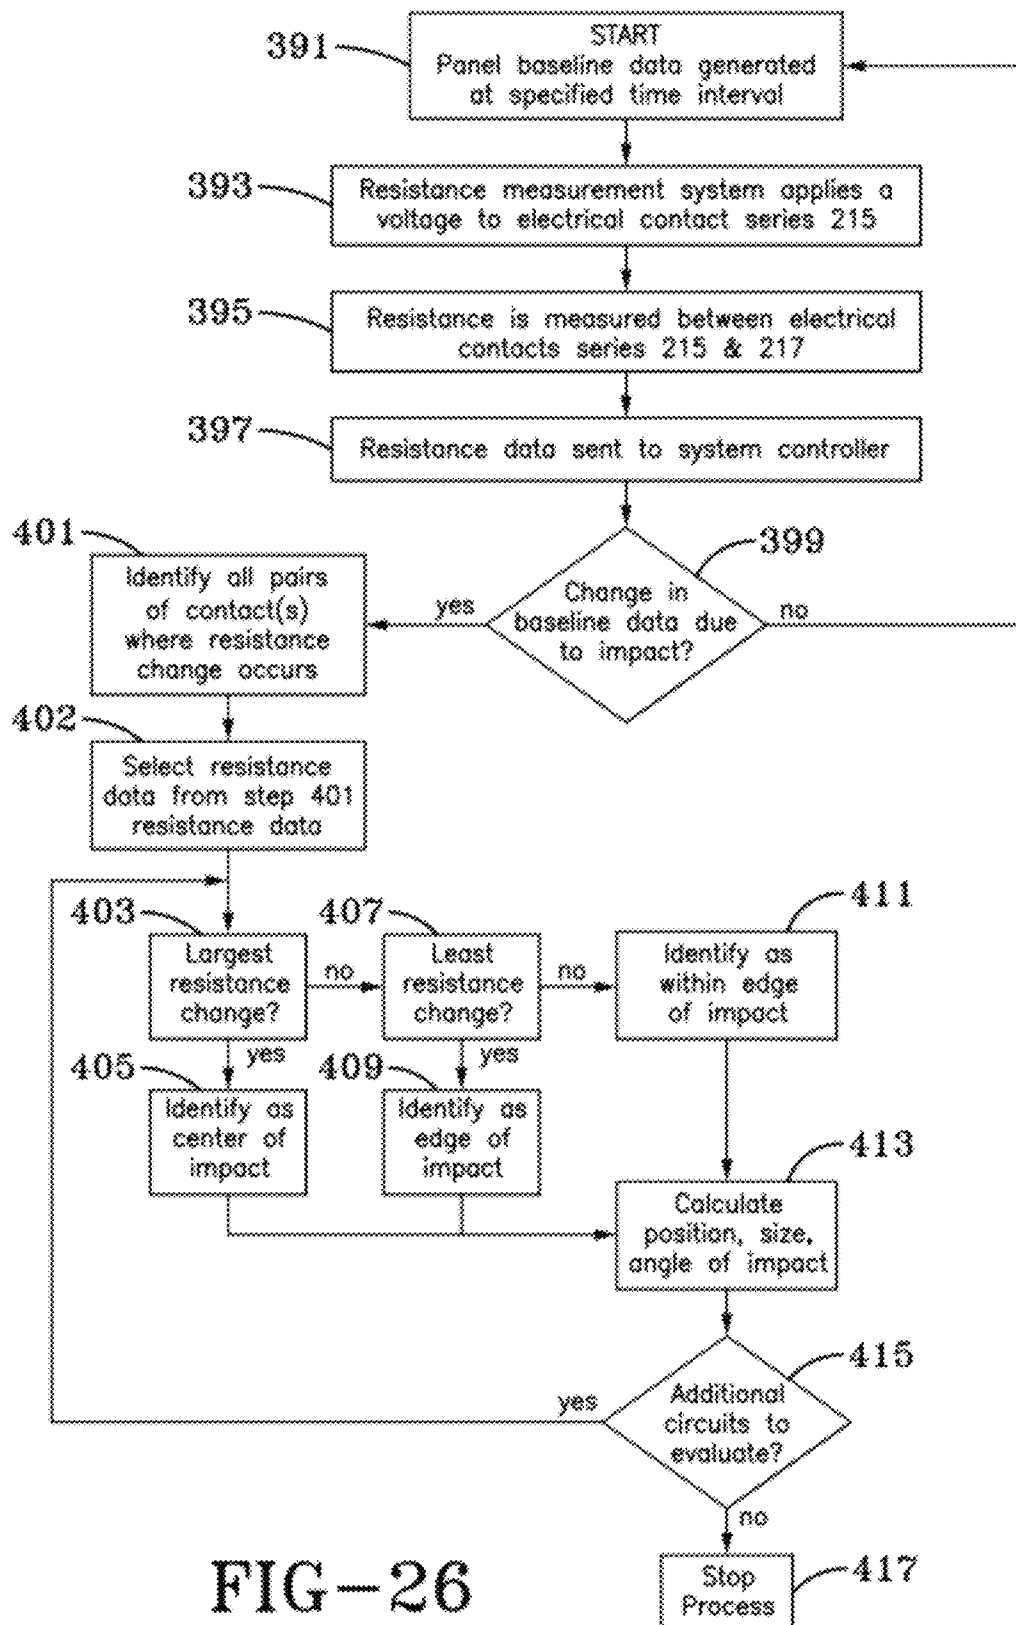 391
START
Panel baseline data generated
at specified time interval
393
Resistance measurement system applies a
voltage to electrical contact series 215
395
Resistance is measured between electrical
contacts series 215 & 217
397
Resistance data sent to system controller
399
Change in
baseline data due
to impact?
yes
no
401
Identify all pairs
of contact(s)
where resistance
change occurs
402
Select resistance
data from step 401
resistance data
403
Largest
resistance
change?
no
yes
407
Least
resistance
change?
no
yes
411
Identify as
within edge
of impact
405
Identify as
center of
impact
409
Identify as
edge of
impact
413
Calculate
position, size,
angle of impact
415
Additional
circuits to
evaluate?
yes
no
417
Stop
Process
FIG-26